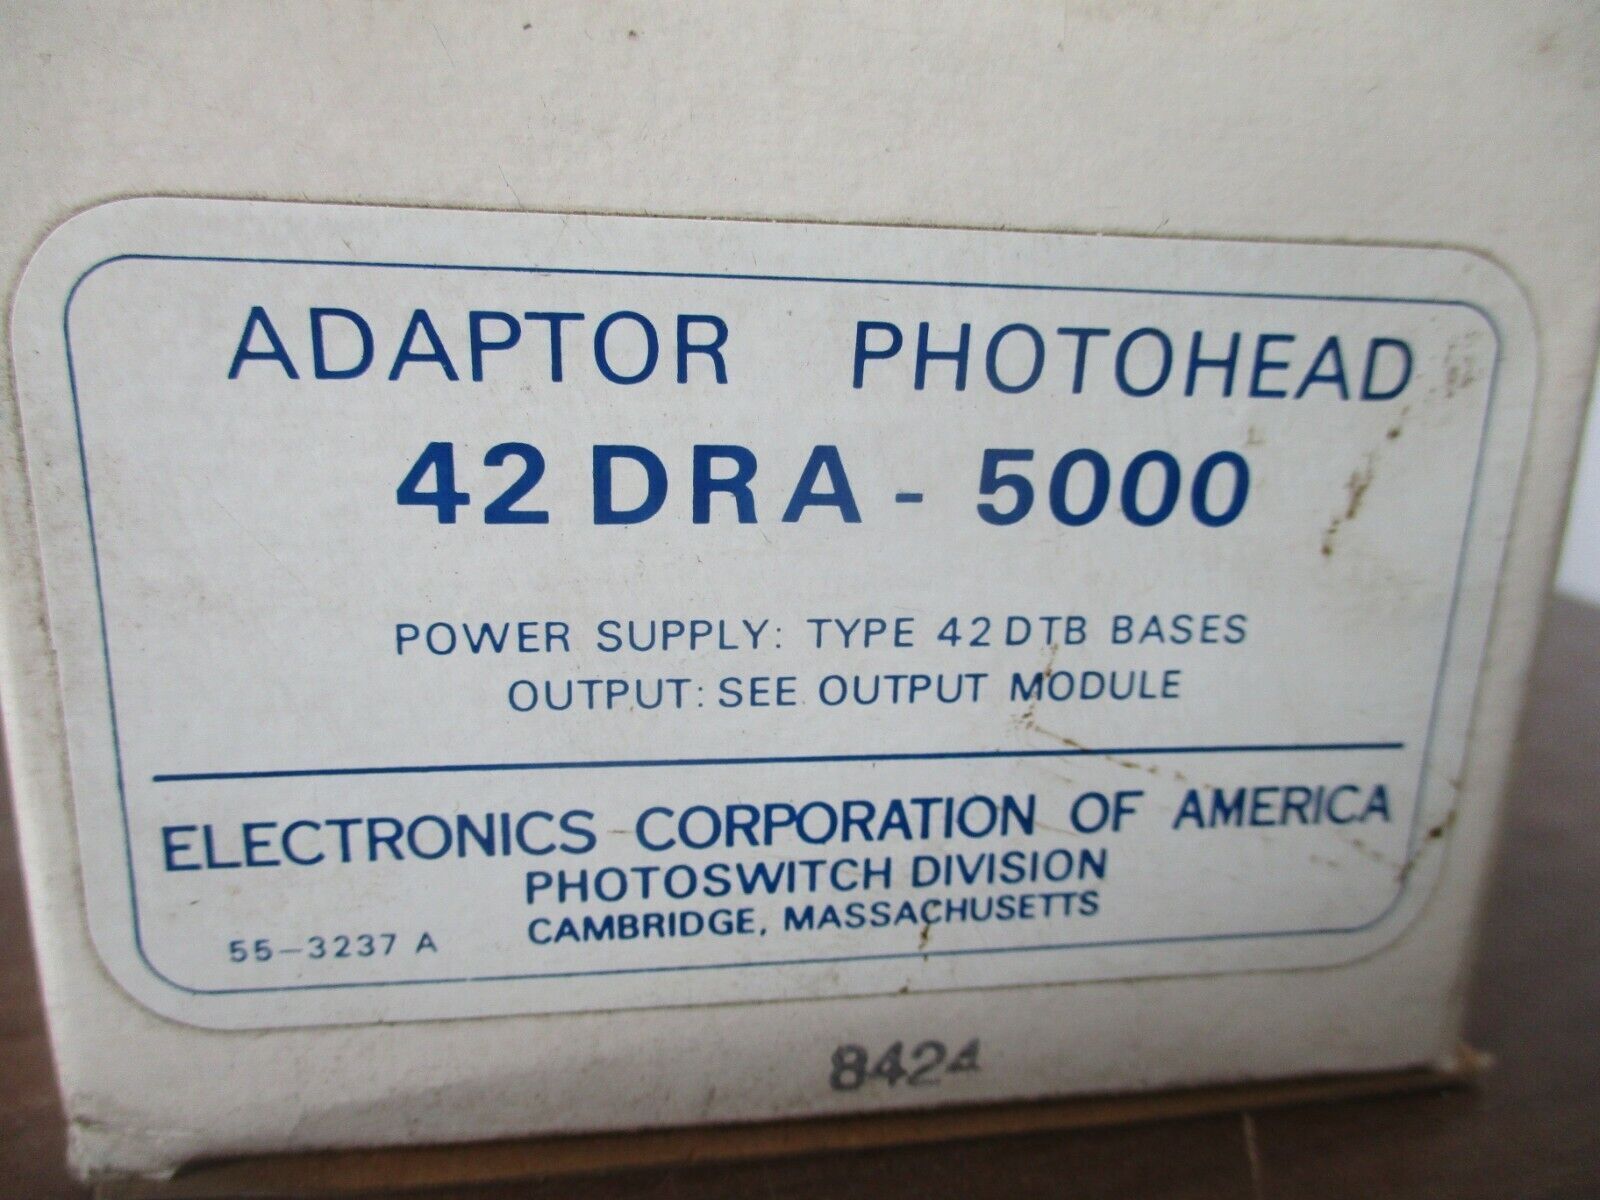 ADAPTOR PHOTOHEAD
42 DRA - 5000
POWER SUPPLY: TYPE 42 DTB BASES
OUTPUT: SEE OUTPUT MODULE
ELECTRONICS CORPORATION OF AMERICA
PHOTOSWITCH DIVISION
CAMBRIDGE, MASSACHUSETTS
55-3237 A
8424